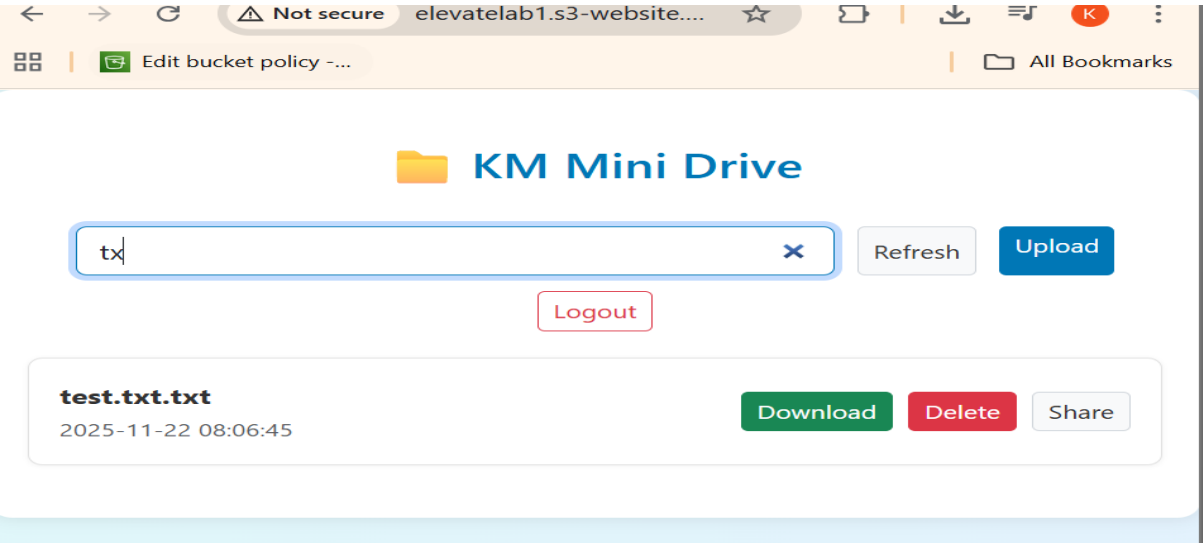 Not secure elevatelab1.s3-website.... K
Edit bucket policy -... All Bookmarks
KM Mini Drive
tx Refresh Upload
Logout
test.txt.txt
2025-11-22 08:06:45
Download Delete Share